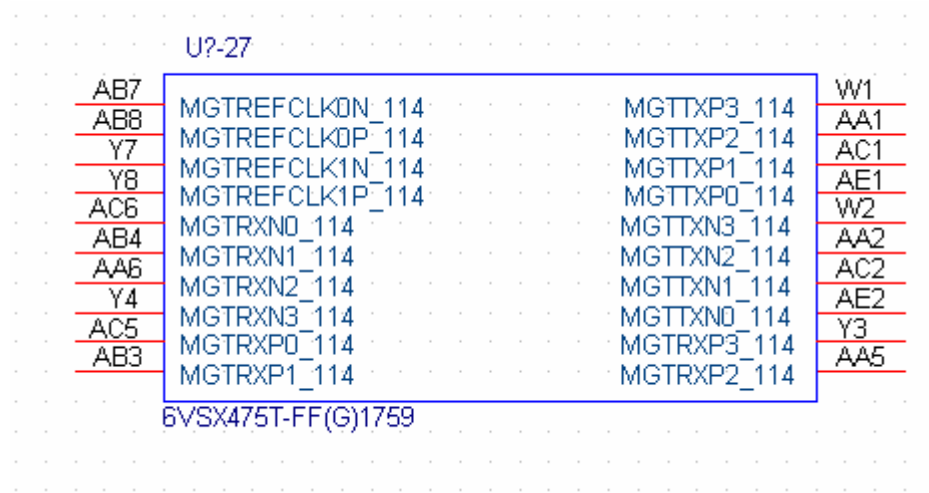 U?-27
AB7 MGTREFCLK0N_114 MGTTXP3_114 W1
AB8 MGTREFCLK0P_114 MGTTXP2_114 AA1
Y7 MGTREFCLK1N_114 MGTTXP1_114 AC1
Y8 MGTREFCLK1P_114 MGTTXP0_114 AE1
AC6 MGTRXN0_114 MGTTXN3_114 W2
AB4 MGTRXN1_114 MGTTXN2_114 AA2
AA6 MGTRXN2_114 MGTTXN1_114 AC2
Y4 MGTRXN3_114 MGTTXN0_114 AE2
AC5 MGTRXP0_114 MGTRXP3_114 Y3
AB3 MGTRXP1_114 MGTRXP2_114 AA5
6VSX475T-FF(G)1759